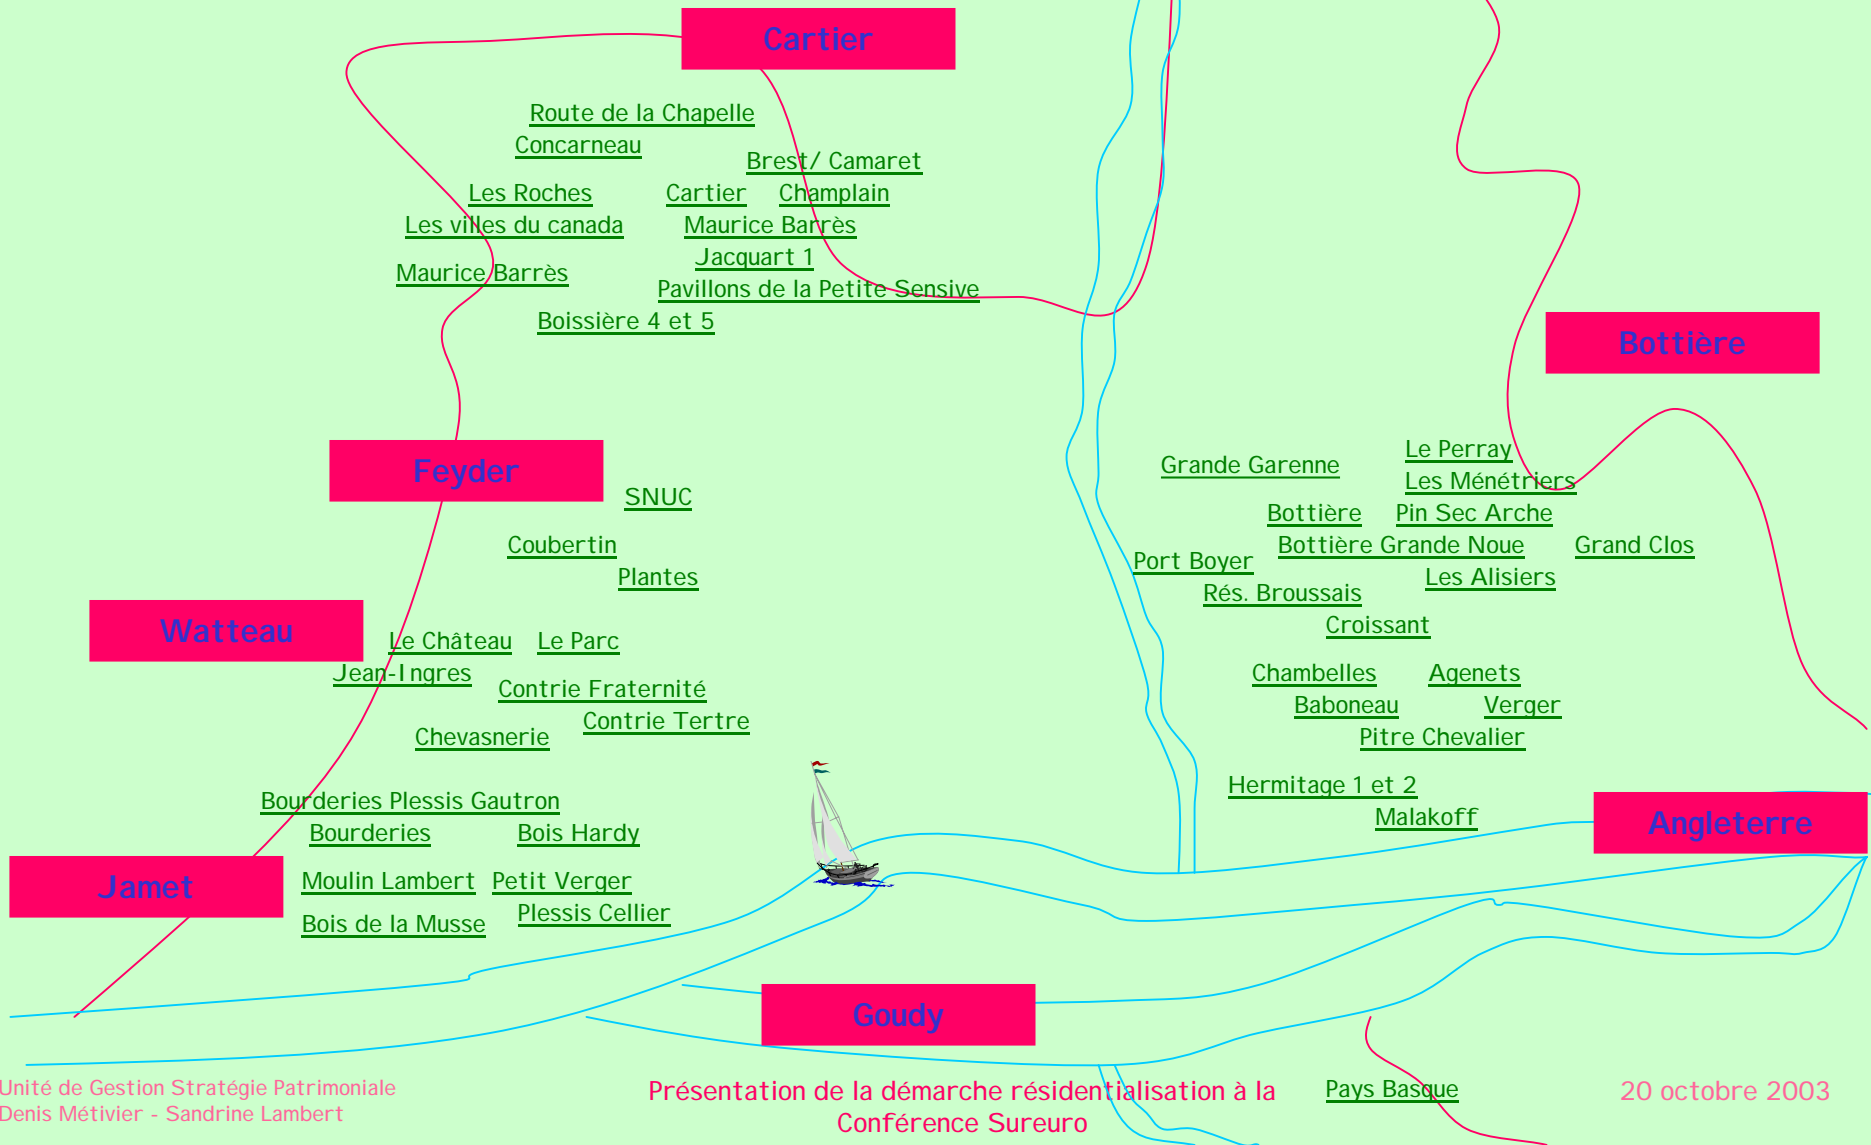 Cartier
Route de la Chapelle
Concarneau
Brest/ Camaret
Les Roches
Cartier
Champlain
Les villes du canada
Maurice Barrès
Jacquart 1
Maurice Barrès
Pavillons de la Petite Sensive
Boissière 4 et 5
Bottière
Feyder
SNUC
Coubertin
Plantes
Grande Garenne
Le Perray
Les Ménétriers
Bottière
Pin Sec Arche
Bottière Grande Noue
Grand Clos
Port Boyer
Les Alisiers
Rés. Broussais
Croissant
Watteau
Le Château
Le Parc
Jean-Ingres
Contrie Fraternité
Contrie Tertre
Chevasnerie
Chambelles
Agenets
Baboneau
Verger
Pitre Chevalier
Hermitage 1 et 2
Malakoff
Angleterre
Bourderies Plessis Gautron
Bourderies
Bois Hardy
Jamet
Moulin Lambert
Petit Verger
Plessis Cellier
Bois de la Musse
Goudy
Unité de Gestion Stratégie Patrimoniale
Denis Métivier - Sandrine Lambert
Présentation de la démarche résidentialisation à la
Conférence Sureuro
Pays Basque
20 octobre 2003